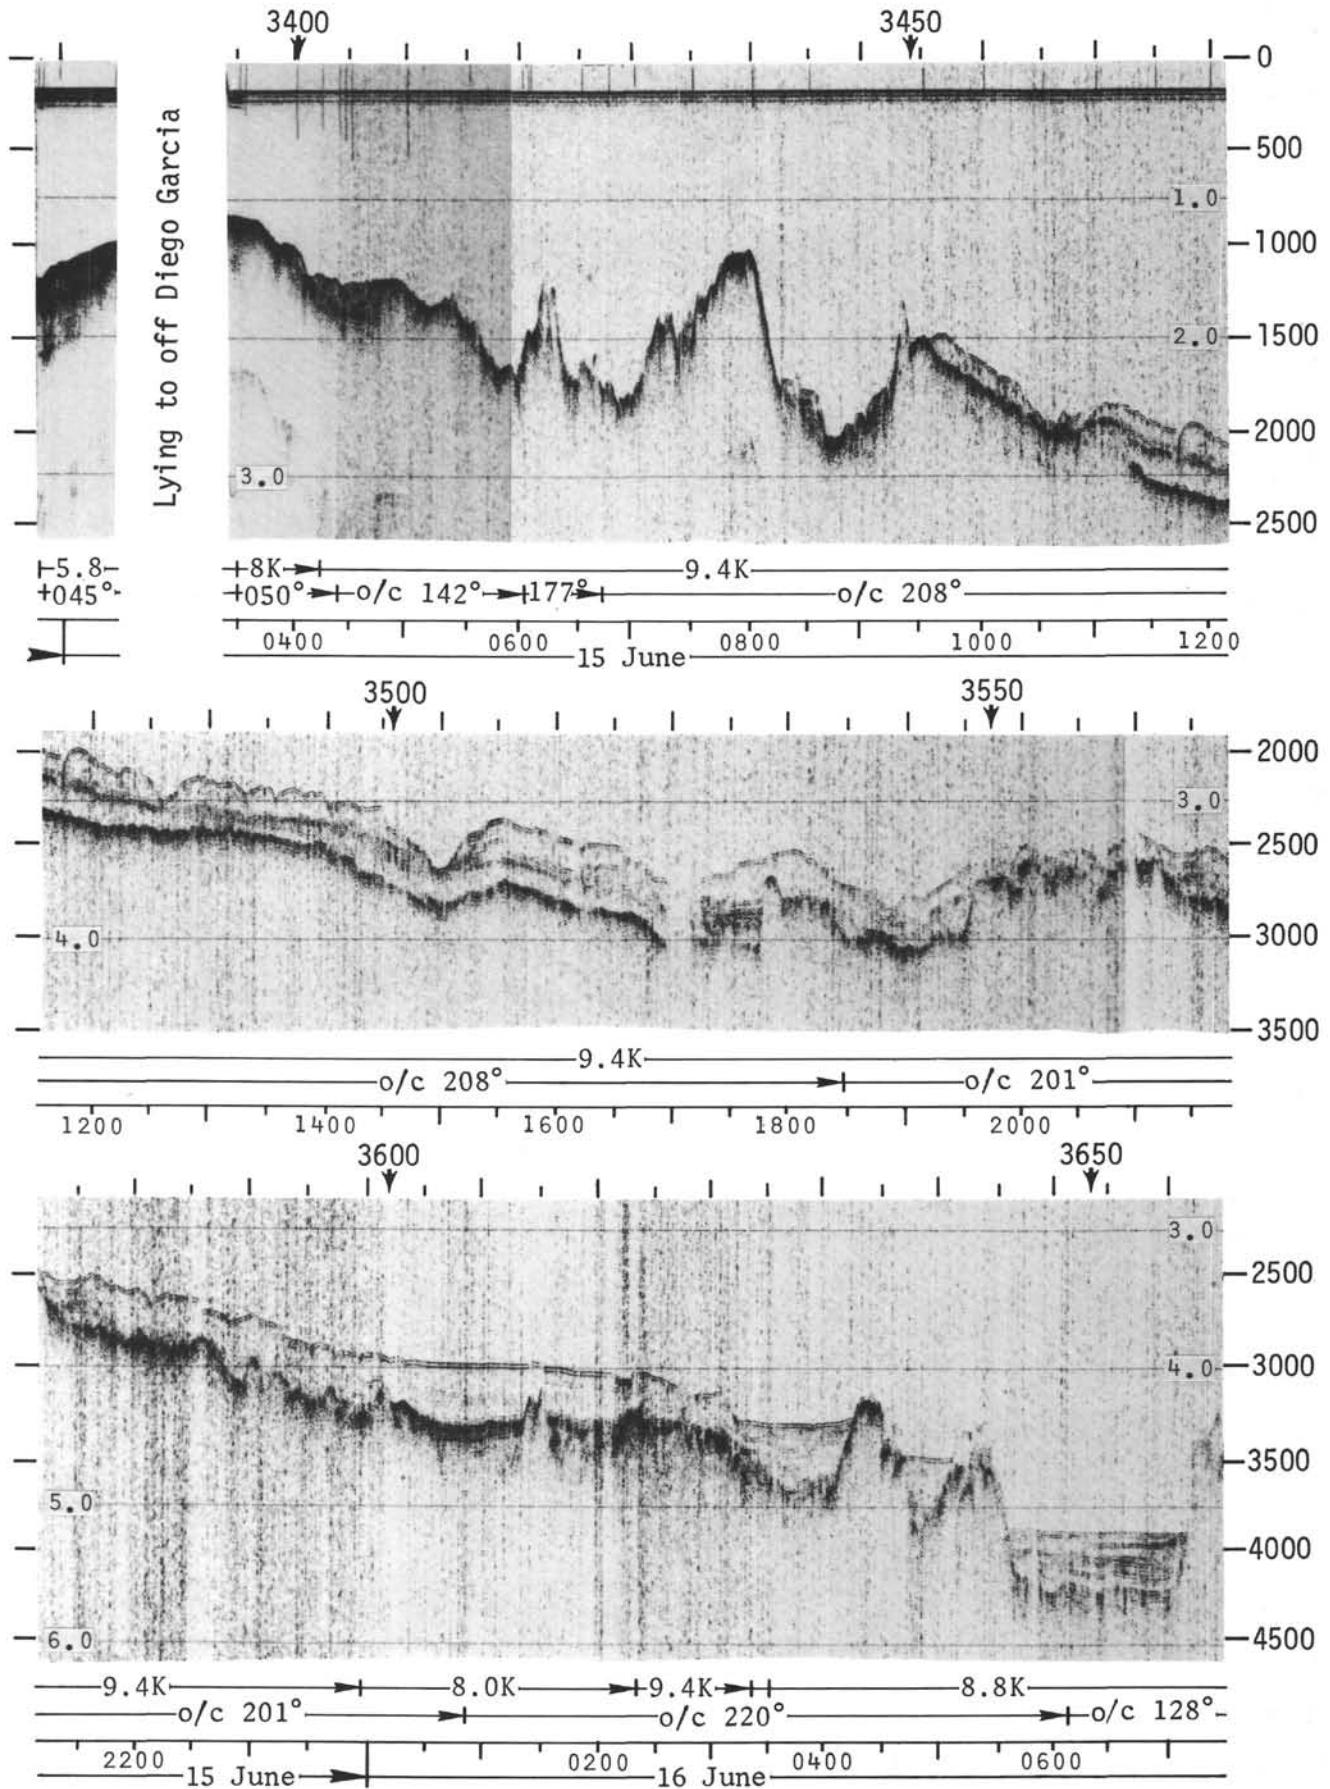 3400 3450
0
500
1.0
1000
2.0 1500
2000
3.0
2500
Lying to off Diego Garcia
5.8 8K 9.4K
+045° +050° o/c 142° 177° o/c 208°
0400 0600 0800 1000 1200
15 June
3500 3550
2000
3.0
2500
4.0 3000
3500
9.4K
o/c 208° o/c 201°
1200 1400 1600 1800 2000
3600 3650
3.0
2500
4.0 3000
3500
5.0
4000
6.0 4500
9.4K 8.0K 9.4K 8.8K
o/c 201° o/c 220° o/c 128°
2200 0200 0400 0600
15 June 16 June